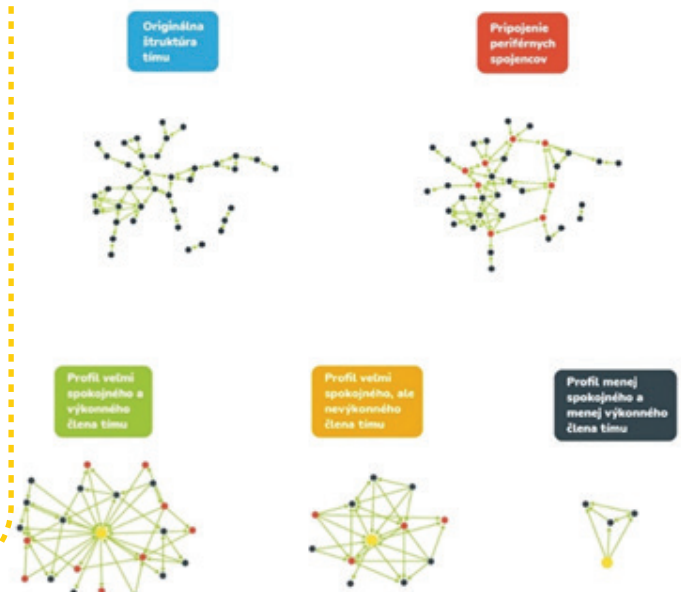 Originálna
štruktúra
tímu
Pripojenie
periférnych
spojencov
Profil veľmi
spokojného a
výkonného
člena tímu
Profil veľmi
spokojného, ale
nevýkonného
člena tímu
Profil menej
spokojného a
menej výkonného
člena tímu